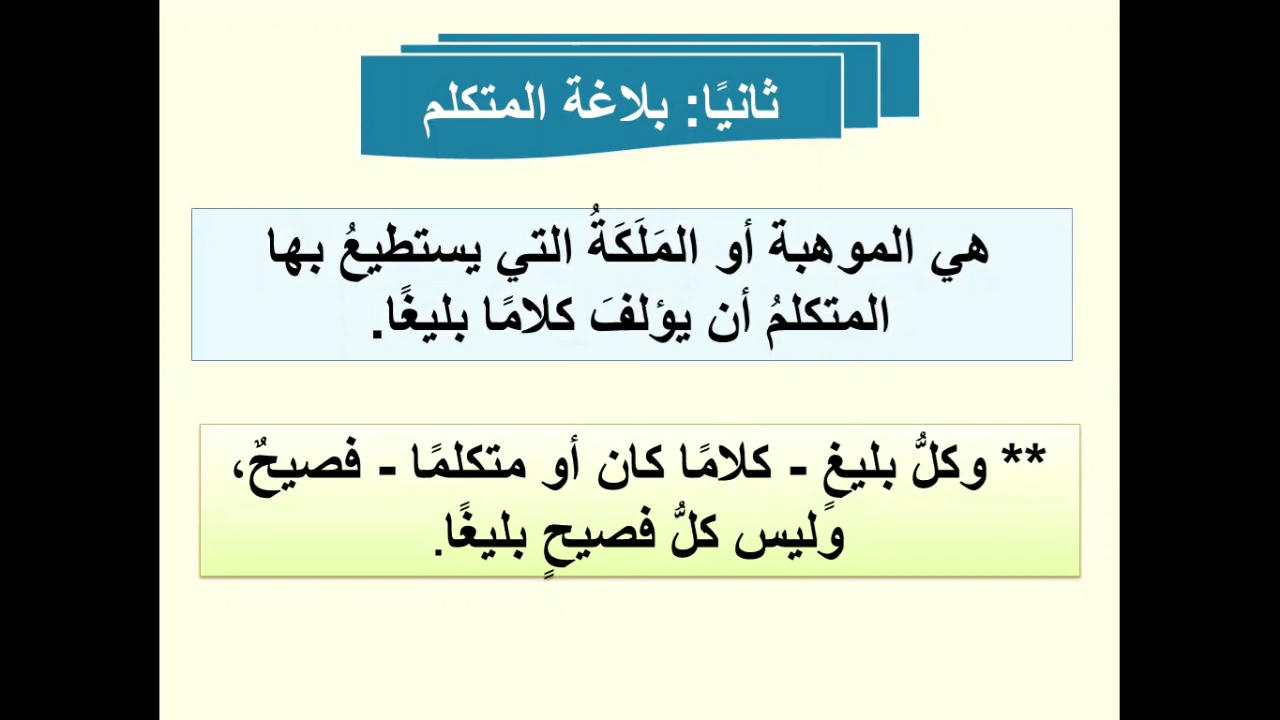 ثانيًا: بلاغة المتكلم
هي الموهبة أو المَلَكَةُ التي يستطيعُ بها
المتكلمُ أن يؤلفَ كلامًا بليغًا.
** وكلُّ بليغٍ - كلامًا كان أو متكلمًا - فصيحٌ،
وليس كلُّ فصيحٍ بليغًا.